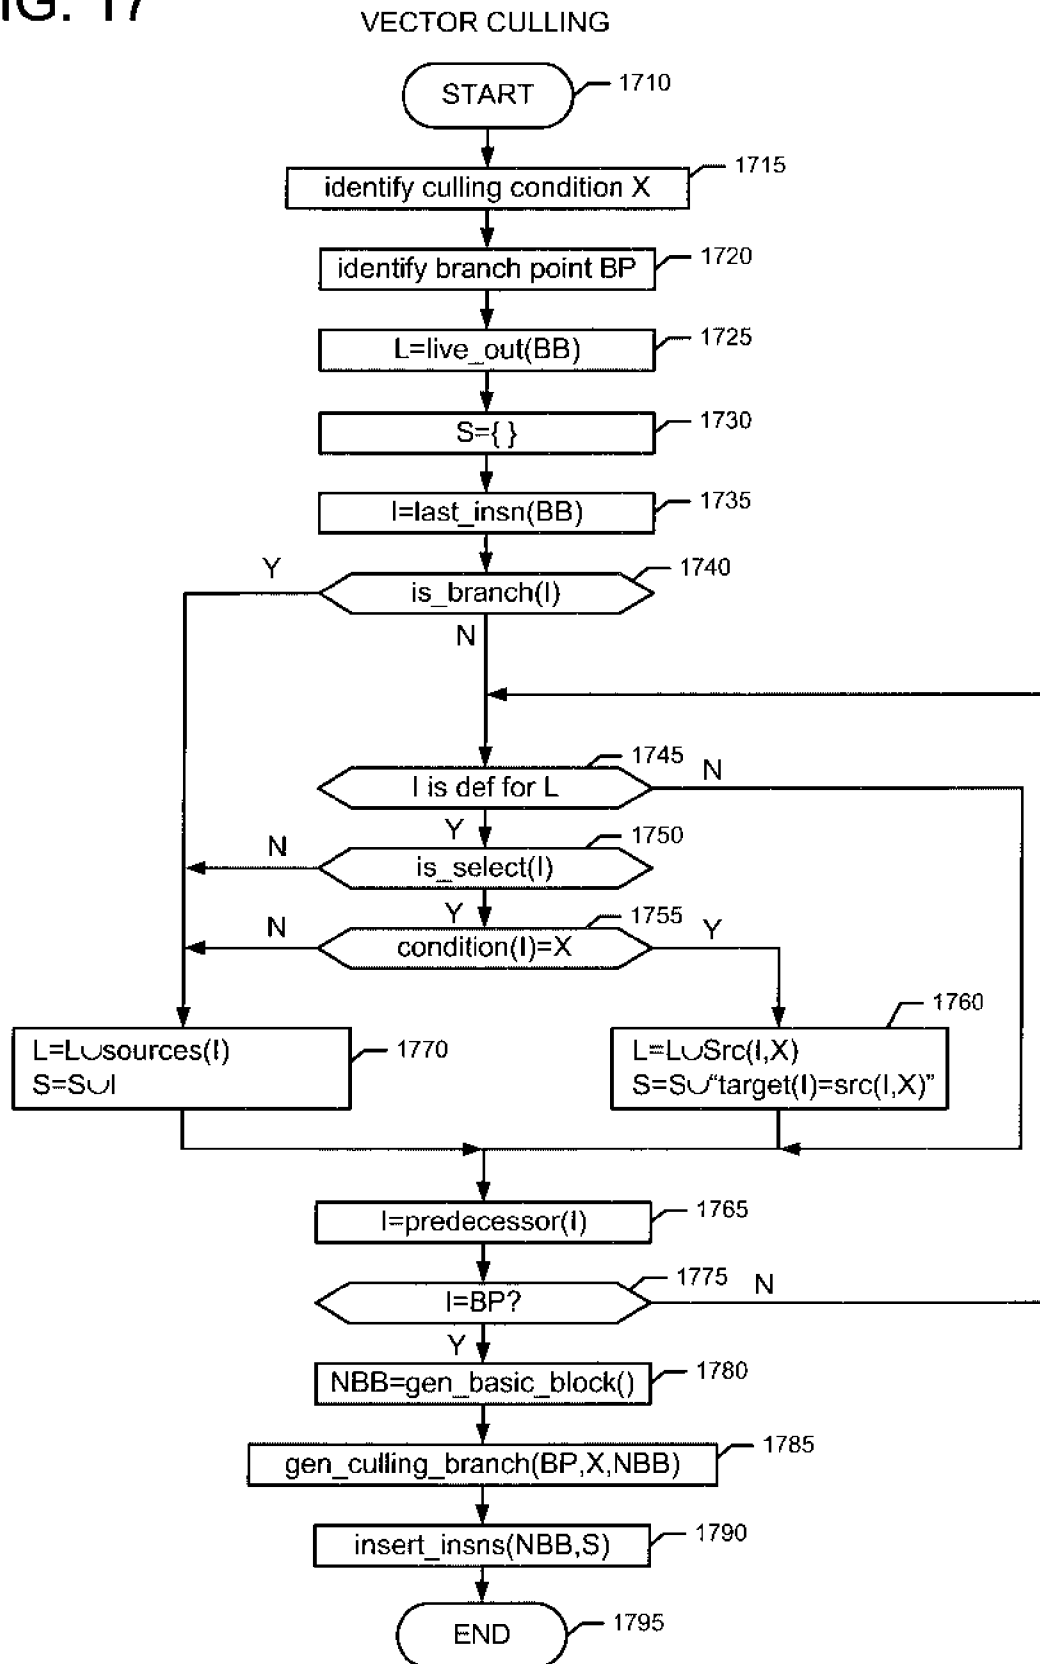 IG. 17
VECTOR CULLING
START
1710
identify culling condition X
1715
identify branch point BP
1720
L=live_out(BB)
1725
S={ }
1730
I=last_insn(BB)
1735
Y
is_branch(I)
1740
N
I is def for L
1745
N
Y
N
is_select(I)
1750
Y
N
condition(I)=X
1755
Y
L=L∪sources(I)
S=S∪I
1770
L=L∪Src(I,X)
S=S∪“target(I)=src(I,X)”
1760
I=predecessor(I)
1765
I=BP?
1775
N
Y
NBB=gen_basic_block()
1780
gen_culling_branch(BP,X,NBB)
1785
insert_insns(NBB,S)
1790
END
1795